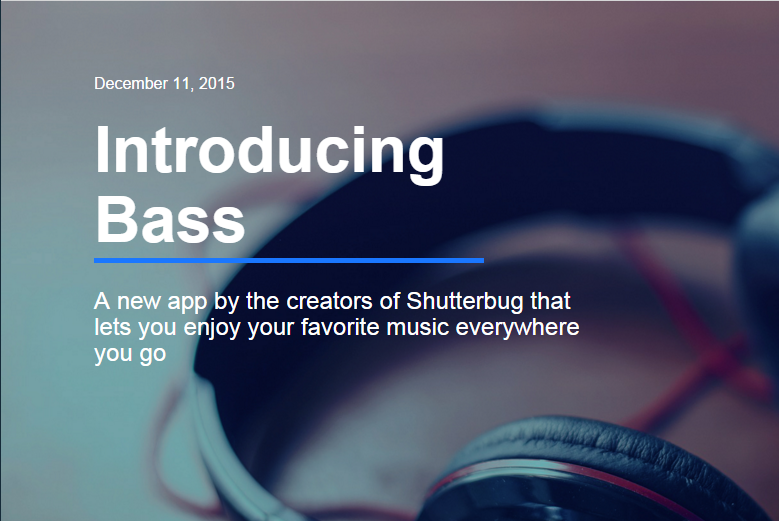 December 11, 2015
Introducing
Bass
A new app by the creators of Shutterbug that
lets you enjoy your favorite music everywhere
you go